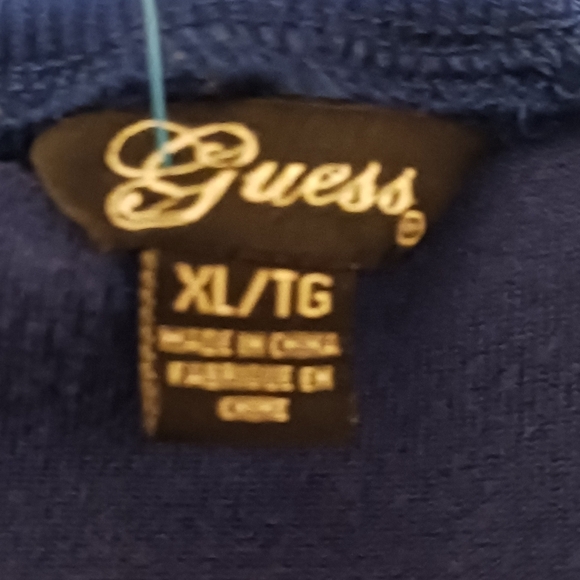 Guess®
XL/TG
MADE IN CHINA
FABRIQUE EN
CHINE